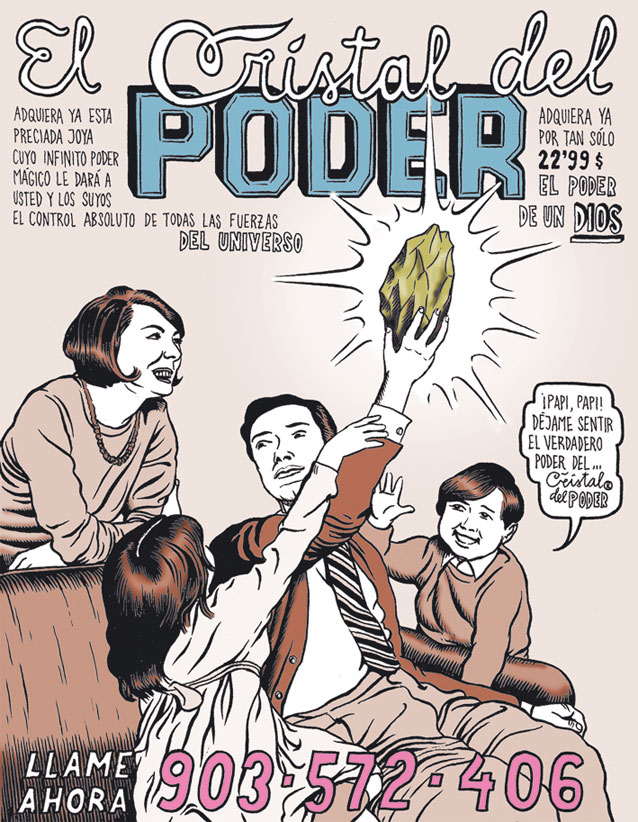 El Cristal del
PODER
ADQUIERA YA ESTA
PRECIADA JOYA
CUYO INFINITO PODER
MÁGICO LE DARÁ A
USTED Y LOS SUYOS
EL CONTROL ABSOLUTO DE TODAS LAS FUERZAS
DEL UNIVERSO
ADQUIERA YA
POR TAN SÓLO
22'99 $
EL PODER
DE UN DIOS
¡PAPI, PAPI!
DÉJAME SENTIR
EL VERDADERO
PODER DEL...
Cristal®
del PODER
LLAME
AHORA
903·572·406